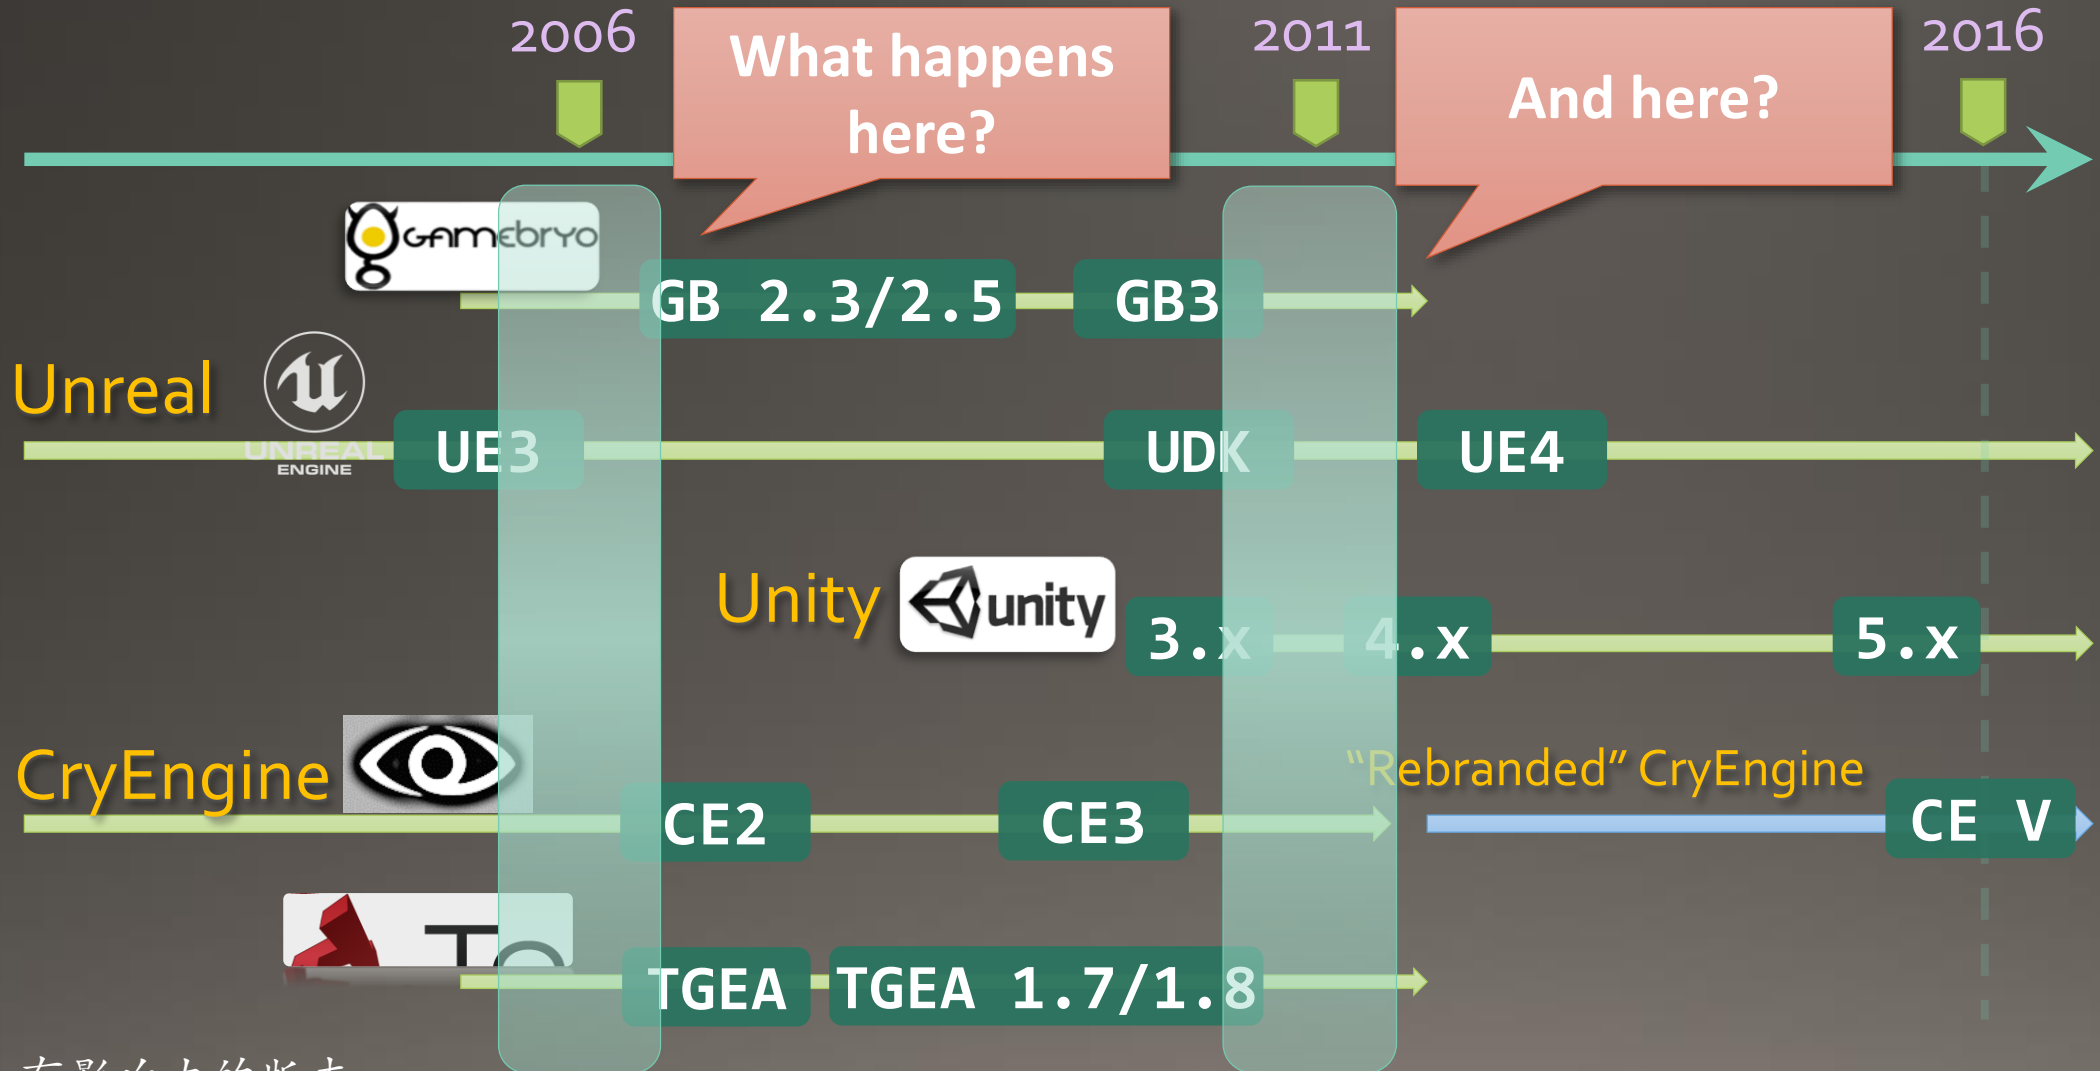 2006
What happens
here?
2011
And here?
2016
GAMEbryo
GB 2.3/2.5
GB3
Unreal
UNREAL
ENGINE
UE3
UDK
UE4
Unity
unity
3.x
4.x
5.x
CryEngine
CE2
CE3
"Rebranded" CryEngine
CE V
TGEA
TGEA 1.7/1.8